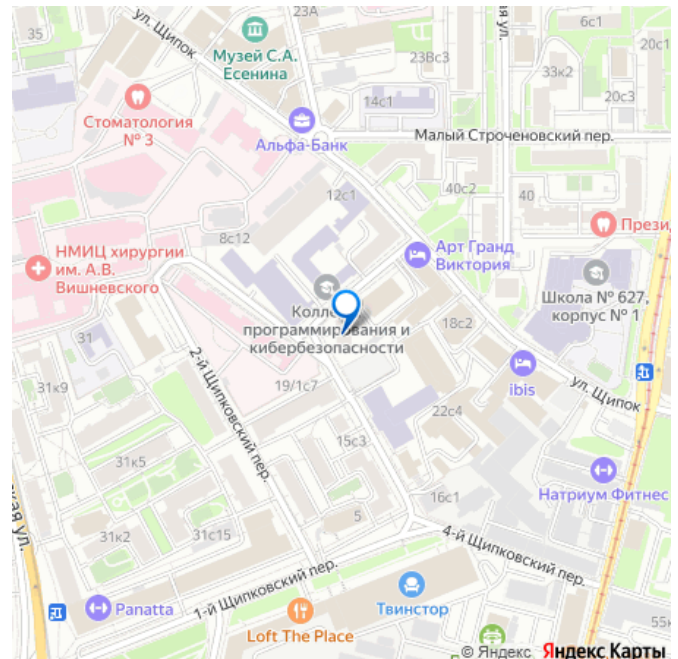 35
ул. Щипок
23А
Музей С.А.
Есенина
6с1
20с1
23Вс3
33к2
Стоматология
№ 3
14с1
20с3
Альфа-Банк
Малый Строченовский пер.
12с1
40с2
40
8с12
Прези
НМИЦ хирургии
им. А.В.
Вишневского
Арт Гранд
Виктория
Школа № 627,
корпус № 1
программирования и
кибербезопасности
18с2
31
2-й Щипковский пер.
31к9
19/1с7
ibis
ул. Щипок
22с4
15с3
31к5
16с1
Натриум Фитнес
5
31к2
31с15
4-й Щипковский пер.
1-й Щипковский пер.
Panatta
Твинстор
Loft The Place
55к
© Яндекс Яндекс Карты